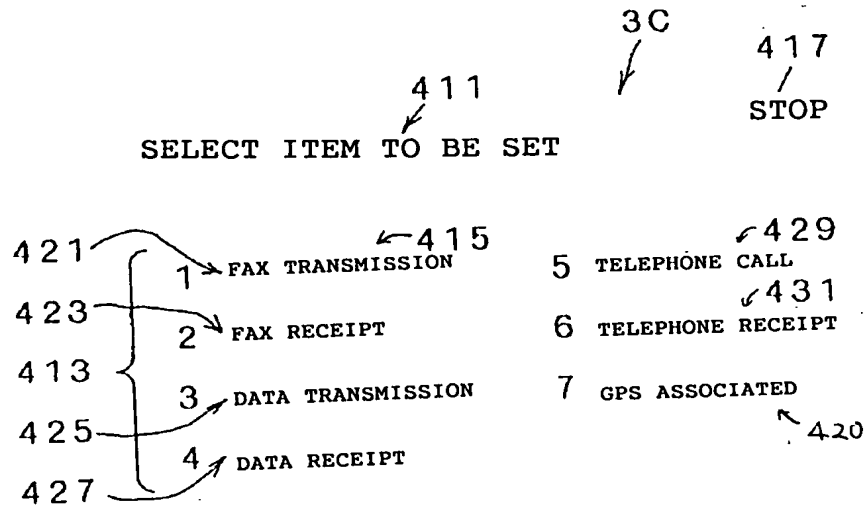 3C
417
411
STOP
SELECT ITEM TO BE SET
421
415
429
1 FAX TRANSMISSION
5 TELEPHONE CALL
423
431
2 FAX RECEIPT
6 TELEPHONE RECEIPT
413
3 DATA TRANSMISSION
7 GPS ASSOCIATED
425
420
4 DATA RECEIPT
427